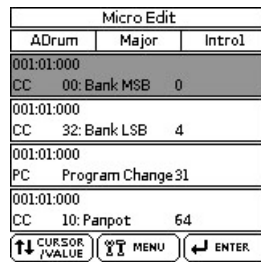 Micro Edit
ADrum Major Intro1
001:01:000
CC 00: Bank MSB 0
001:01:000
CC 32: Bank LSB 4
001:01:000
PC Program Change 31
001:01:000
CC 10: Panpot 64
CURSOR /VALUE MENU ENTER